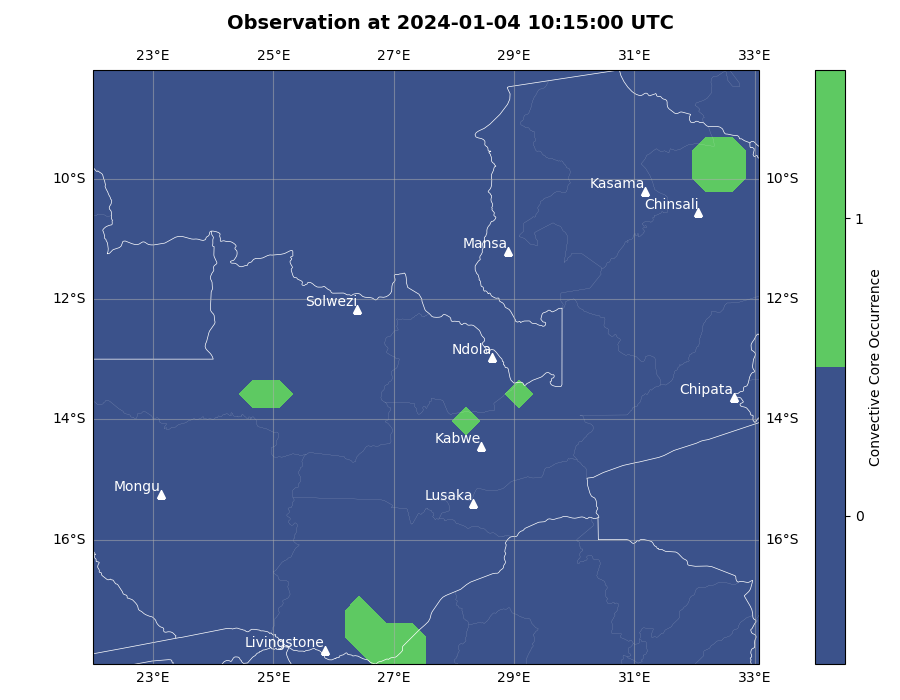 Observation at 2024-01-04 10:15:00 UTC
23°E 25°E 27°E 29°E 31°E 33°E
10°S 10°S
Kasama
Chinsali
1
Mansa
12°S 12°S
Solwezi
Ndola
Convective Core Occurrence
Chipata
14°S 14°S
Kabwe
Mongu
Lusaka
0
16°S 16°S
Livingstone
23°E 25°E 27°E 29°E 31°E 33°E